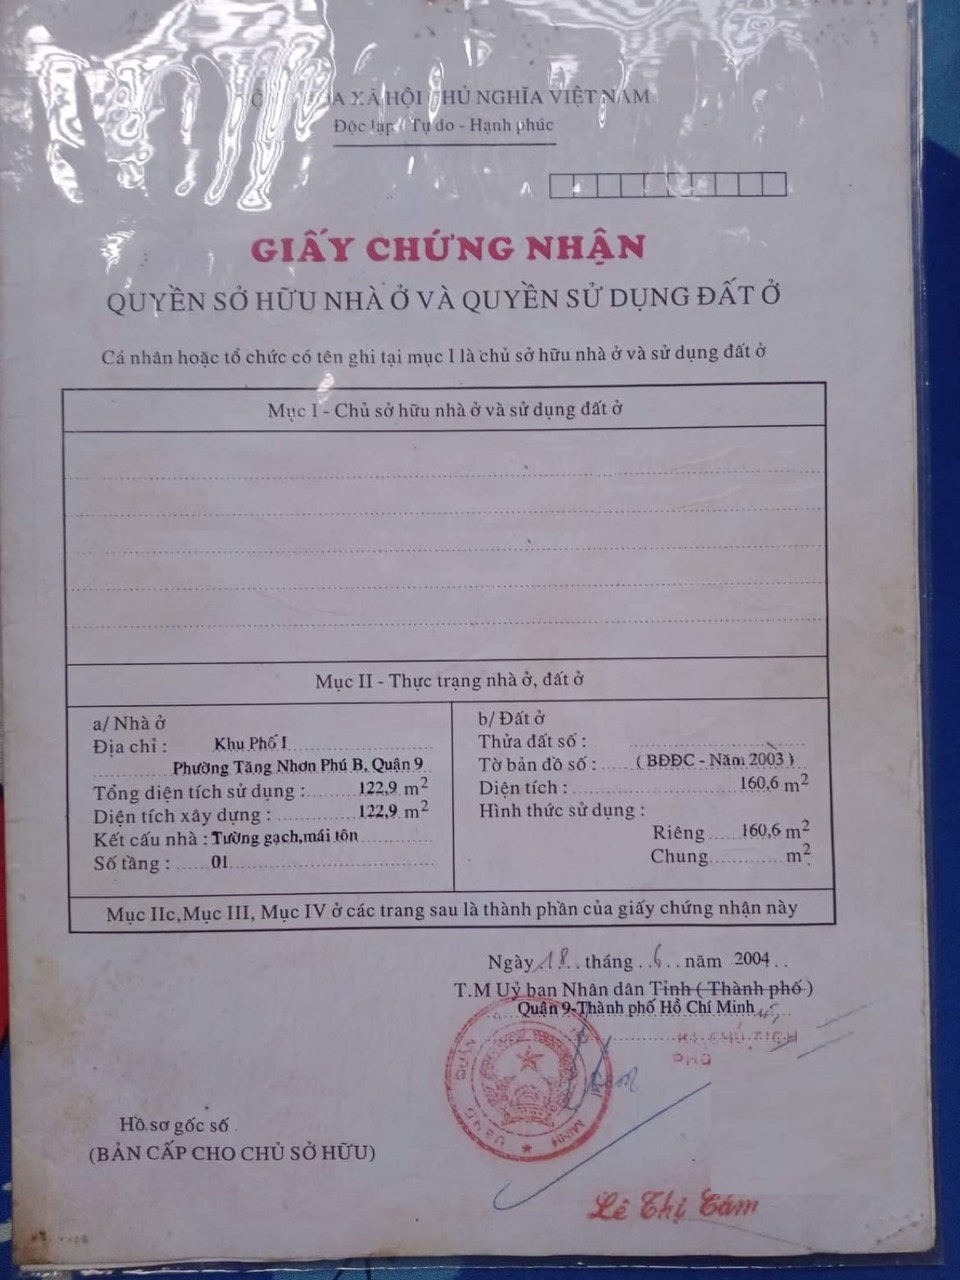 XÃ HỘI CHỦ NGHĨA VIỆT NAM
Độc lập Tự do - Hạnh phúc
GIẤY CHỨNG NHẬN
QUYỀN SỞ HỮU NHÀ Ở VÀ QUYỀN SỬ DỤNG ĐẤT Ở
Cá nhân hoặc tổ chức có tên ghi tại mục I là chủ sở hữu nhà ở và sử dụng đất ở
Mục I - Chủ sở hữu nhà ở và sử dụng đất ở
Mục II - Thực trạng nhà ở, đất ở
a/ Nhà ở
Địa chỉ : Khu Phố I
Phường Tăng Nhơn Phú B, Quận 9
Tổng diện tích sử dụng : 122,9 m2
Diện tích xây dựng : 122,9 m2
Kết cấu nhà : Tường gạch,mái tôn
Số tầng : 01
b/ Đất ở
Thửa đất số :
Tờ bản đồ số : ( BĐĐC - Năm 2003 )
Diện tích : 160,6 m2
Hình thức sử dụng :
Riêng 160,6 m2
Chung m2
Mục IIc,Mục III, Mục IV ở các trang sau là thành phần của giấy chứng nhận này
Ngày 18 tháng 6 năm 2004
T.M Uỷ ban Nhân dân Tỉnh ( Thành phố )
Quận 9-Thành phố Hồ Chí Minh
KT. CHỦ TỊCH
PHÓ
QUẬN
MINH
Hồ sơ gốc số
(BẢN CẤP CHO CHỦ SỞ HỮU)
Lê Thị Tám